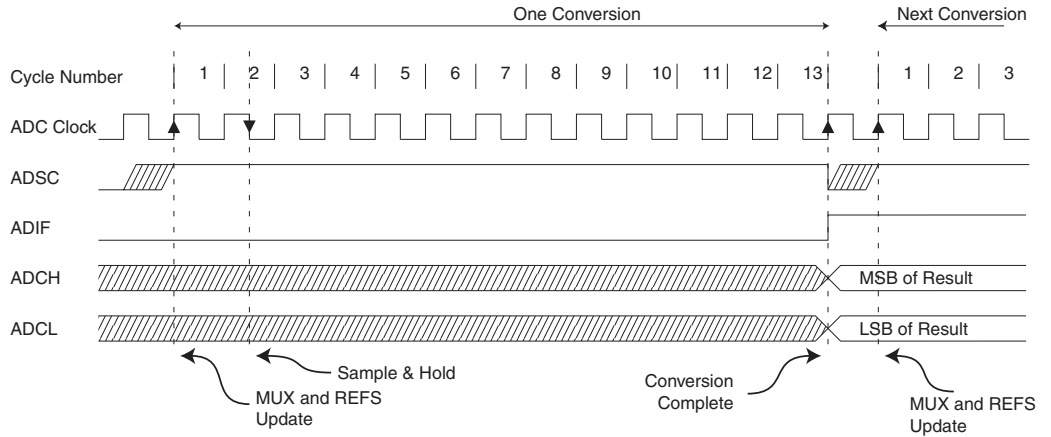 One Conversion
Next Conversion
Cycle Number
1 2 3 4 5 6 7 8 9 10 11 12 13 1 2 3
ADC Clock
ADSC
ADIF
ADCH
MSB of Result
ADCL
LSB of Result
Sample & Hold
MUX and REFS
Update
Conversion
Complete
MUX and REFS
Update